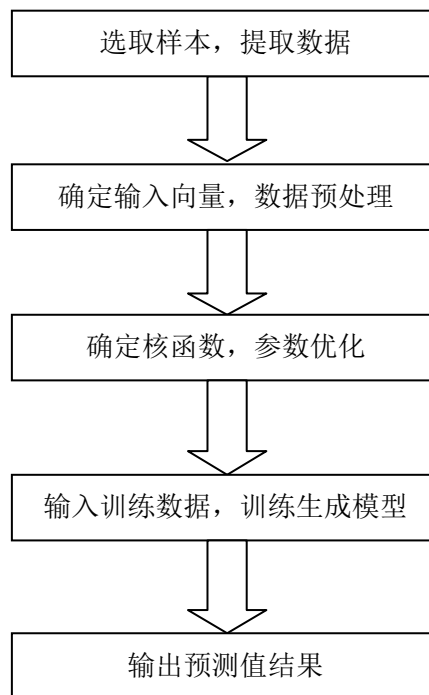 选取样本，提取数据
确定输入向量，数据预处理
确定核函数，参数优化
输入训练数据，训练生成模型
输出预测值结果